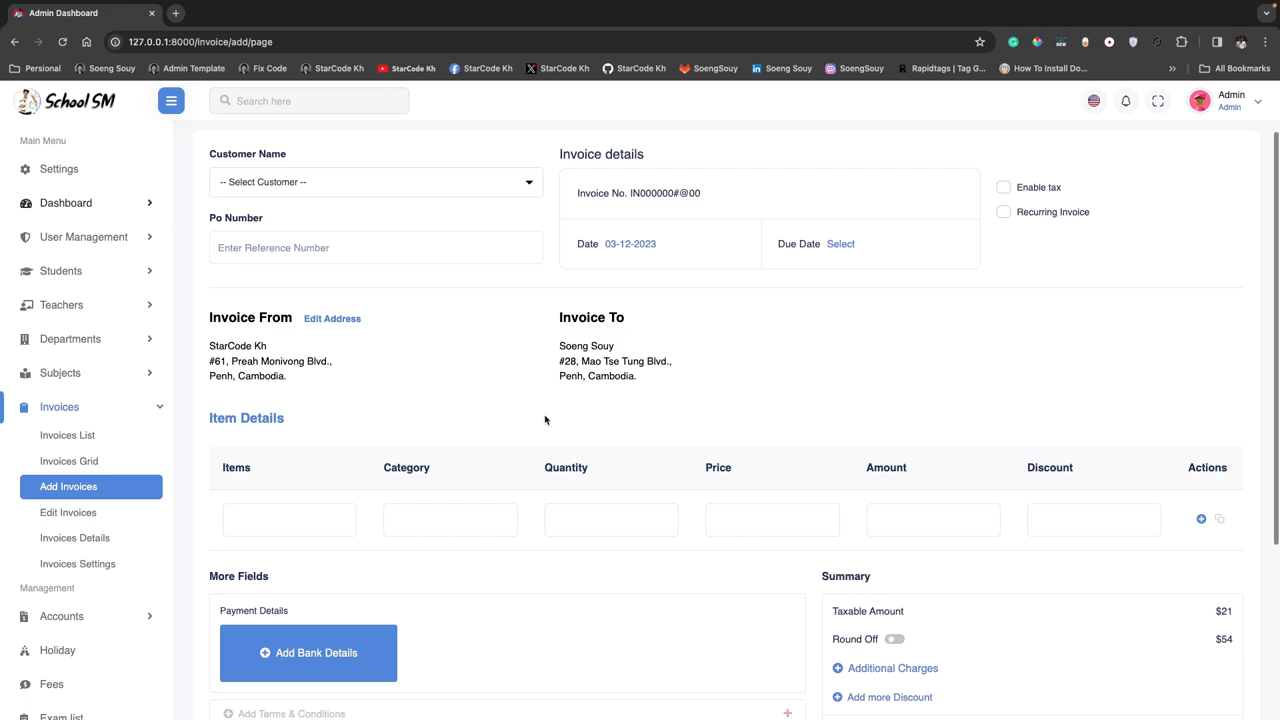 Admin Dashboard
127.0.0.1:8000/invoice/add/page
Personal
Soeng Souy
Admin Template
Fix Code
StarCode Kh
StarCode Kh
StarCode Kh
StarCode Kh
StarCode Kh
SoengSouy
Soeng Souy
SoengSouy
Rapidtags | Tag G...
How To Install Do...
All Bookmarks
School SM
Search here
Admin
Admin
Main Menu
Settings
Dashboard
User Management
Students
Teachers
Departments
Subjects
Invoices
Invoices List
Invoices Grid
Add Invoices
Edit Invoices
Invoices Details
Invoices Settings
Management
Accounts
Holiday
Fees
Exam list
Customer Name
-- Select Customer --
Po Number
Enter Reference Number
Invoice details
Invoice No. IN000000#@00
Date 03-12-2023
Due Date Select
Enable tax
Recurring Invoice
Invoice From Edit Address
StarCode Kh
#61, Preah Monivong Blvd.,
Penh, Cambodia.
Invoice To
Soeng Souy
#28, Mao Tse Tung Blvd.,
Penh, Cambodia.
Item Details
Items Category Quantity Price Amount Discount Actions
More Fields
Payment Details
Add Bank Details
Add Terms & Conditions
Summary
Taxable Amount $21
Round Off $54
Additional Charges
Add more Discount